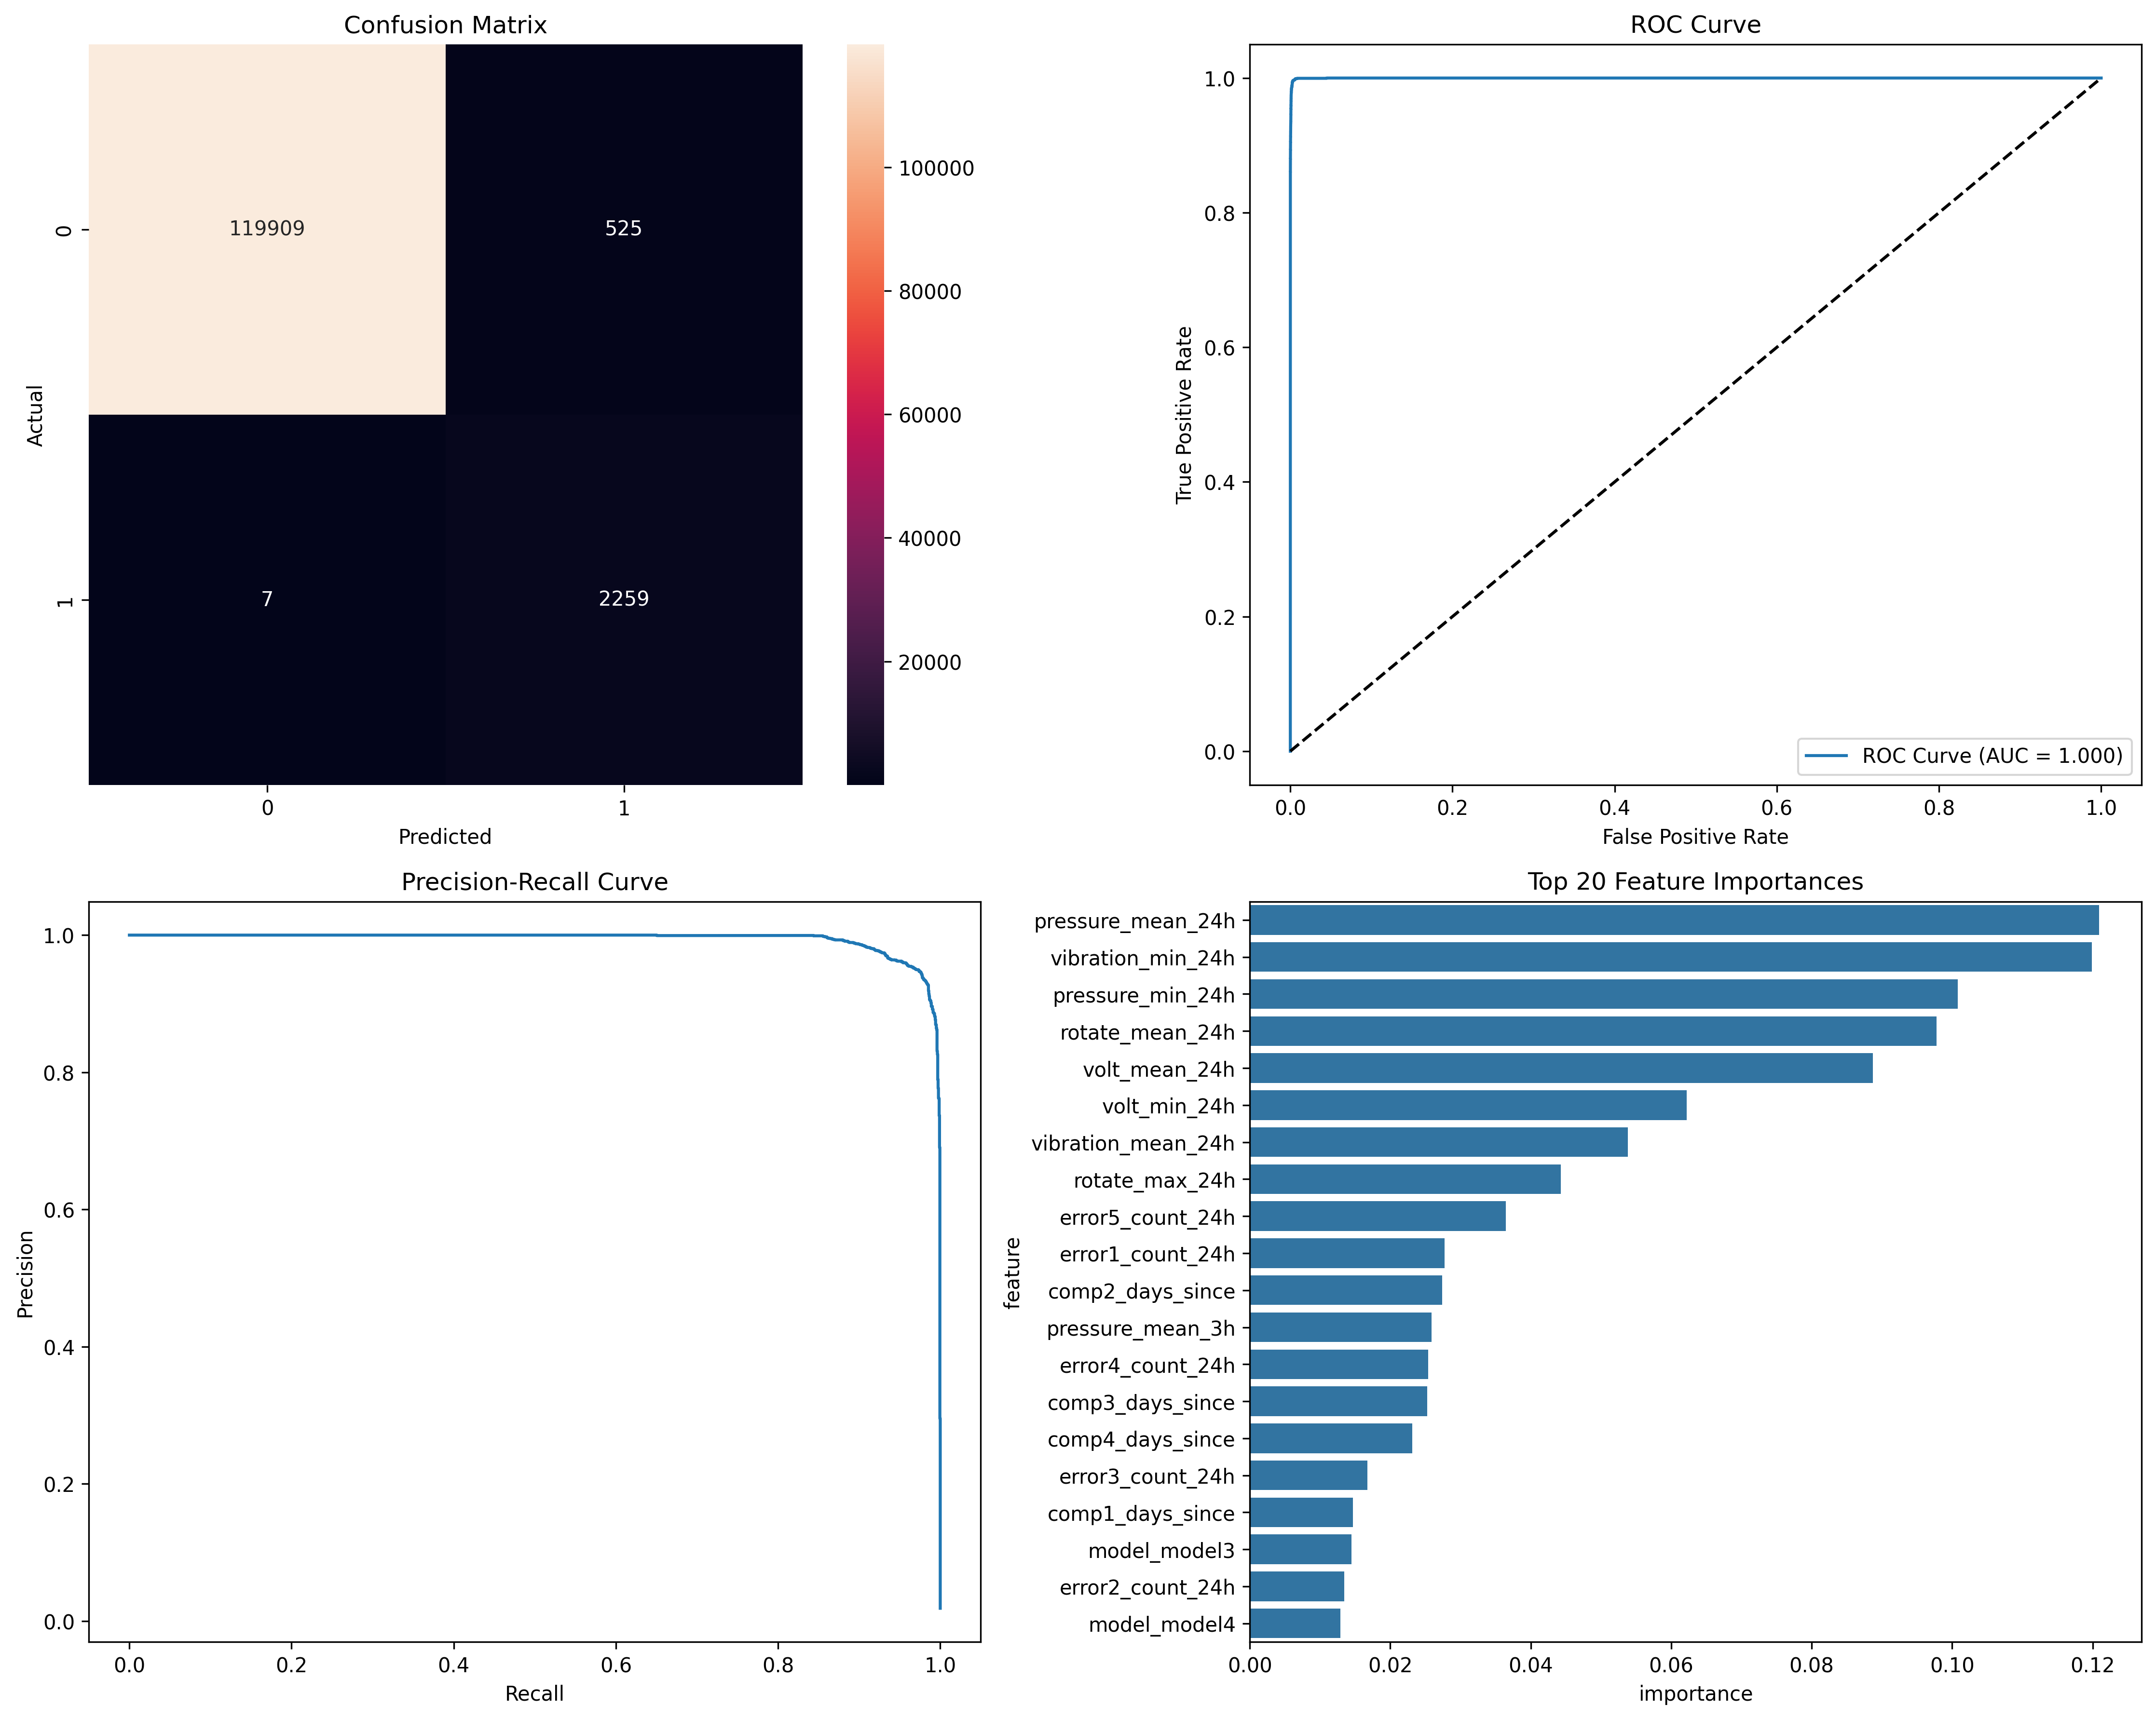 Confusion Matrix
Actual
0
1
119909
525
7
2259
0
1
Predicted
100000
80000
60000
40000
20000
ROC Curve
True Positive Rate
1.0
0.8
0.6
0.4
0.2
0.0
ROC Curve (AUC = 1.000)
0.0 0.2 0.4 0.6 0.8 1.0
False Positive Rate
Precision-Recall Curve
Precision
1.0
0.8
0.6
0.4
0.2
0.0
0.0 0.2 0.4 0.6 0.8 1.0
Recall
Top 20 Feature Importances
feature
pressure_mean_24h
vibration_min_24h
pressure_min_24h
rotate_mean_24h
volt_mean_24h
volt_min_24h
vibration_mean_24h
rotate_max_24h
error5_count_24h
error1_count_24h
comp2_days_since
pressure_mean_3h
error4_count_24h
comp3_days_since
comp4_days_since
error3_count_24h
comp1_days_since
model_model3
error2_count_24h
model_model4
0.00 0.02 0.04 0.06 0.08 0.10 0.12
importance